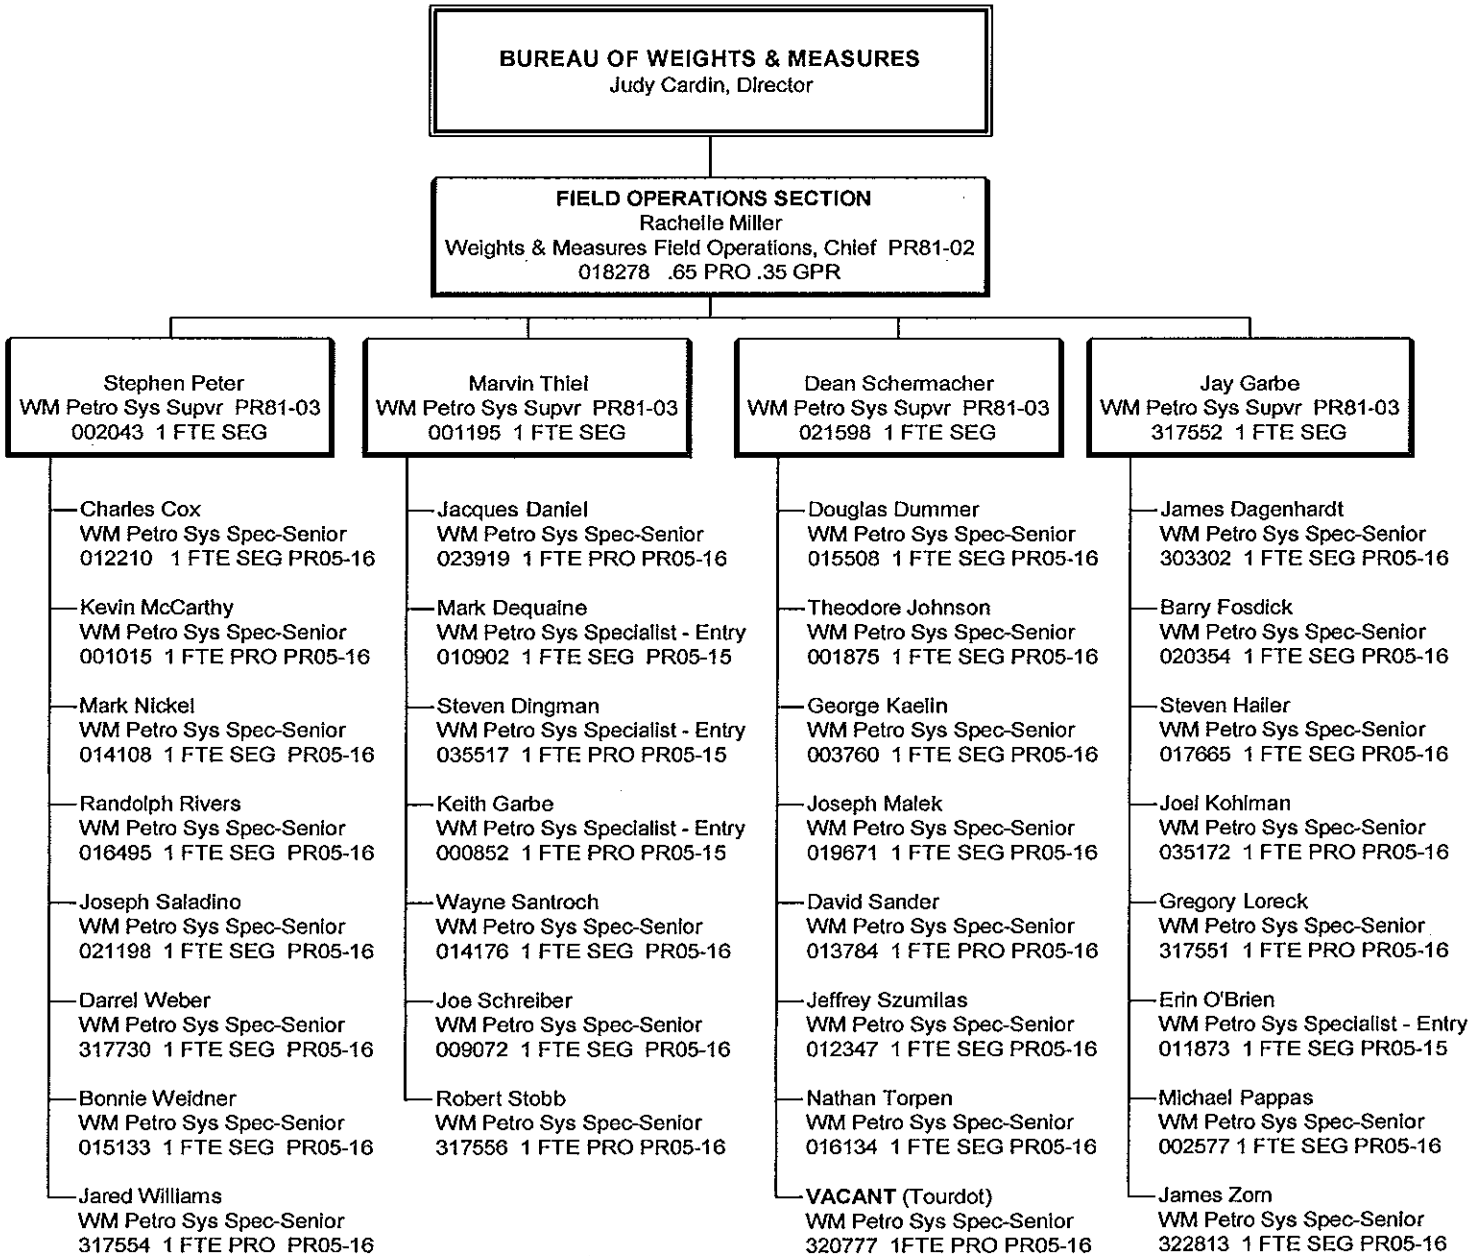 BUREAU OF WEIGHTS & MEASURES
Judy Cardin, Director
FIELD OPERATIONS SECTION
Rachelle Miller
Weights & Measures Field Operations, Chief PR81-02
018278 .65 PRO .35 GPR
Stephen Peter
WM Petro Sys Supvr PR81-03
002043 1 FTE SEG
Charles Cox
WM Petro Sys Spec-Senior
012210 1 FTE SEG PR05-16
Kevin McCarthy
WM Petro Sys Spec-Senior
001015 1 FTE PRO PR05-16
Mark Nickel
WM Petro Sys Spec-Senior
014108 1 FTE SEG PR05-16
Randolph Rivers
WM Petro Sys Spec-Senior
016495 1 FTE SEG PR05-16
Joseph Saladino
WM Petro Sys Spec-Senior
021198 1 FTE SEG PR05-16
Darrel Weber
WM Petro Sys Spec-Senior
317730 1 FTE SEG PR05-16
Bonnie Weidner
WM Petro Sys Spec-Senior
015133 1 FTE SEG PR05-16
Jared Williams
WM Petro Sys Spec-Senior
317554 1 FTE PRO PR05-16
Marvin Thiel
WM Petro Sys Supvr PR81-03
001195 1 FTE SEG
Jacques Daniel
WM Petro Sys Spec-Senior
023919 1 FTE PRO PR05-16
Mark Dequaine
WM Petro Sys Specialist - Entry
010902 1 FTE SEG PR05-15
Steven Dingman
WM Petro Sys Specialist - Entry
035517 1 FTE PRO PR05-15
Keith Garbe
WM Petro Sys Specialist - Entry
000852 1 FTE PRO PR05-15
Wayne Santroch
WM Petro Sys Spec-Senior
014176 1 FTE SEG PR05-16
Joe Schreiber
WM Petro Sys Spec-Senior
009072 1 FTE SEG PR05-16
Robert Stobb
WM Petro Sys Spec-Senior
317556 1 FTE PRO PR05-16
Dean Schermacher
WM Petro Sys Supvr PR81-03
021598 1 FTE SEG
Douglas Dummer
WM Petro Sys Spec-Senior
015508 1 FTE SEG PR05-16
Theodore Johnson
WM Petro Sys Spec-Senior
001875 1 FTE SEG PR05-16
George Kaelin
WM Petro Sys Spec-Senior
003760 1 FTE SEG PR05-16
Joseph Malek
WM Petro Sys Spec-Senior
019671 1 FTE SEG PR05-16
David Sander
WM Petro Sys Spec-Senior
013784 1 FTE PRO PR05-16
Jeffrey Szumilas
WM Petro Sys Spec-Senior
012347 1 FTE SEG PR05-16
Nathan Torpen
WM Petro Sys Spec-Senior
016134 1 FTE SEG PR05-16
VACANT (Tourdot)
WM Petro Sys Spec-Senior
320777 1FTE PRO PR05-16
Jay Garbe
WM Petro Sys Supvr PR81-03
317552 1 FTE SEG
James Dagenhardt
WM Petro Sys Spec-Senior
303302 1 FTE SEG PR05-16
Barry Fosdick
WM Petro Sys Spec-Senior
020354 1 FTE SEG PR05-16
Steven Hailer
WM Petro Sys Spec-Senior
017665 1 FTE SEG PR05-16
Joel Kohlman
WM Petro Sys Spec-Senior
035172 1 FTE PRO PR05-16
Gregory Loreck
WM Petro Sys Spec-Senior
317551 1 FTE PRO PR05-16
Erin O'Brien
WM Petro Sys Specialist - Entry
011873 1 FTE SEG PR05-15
Michael Pappas
WM Petro Sys Spec-Senior
002577 1 FTE SEG PR05-16
James Zorn
WM Petro Sys Spec-Senior
322813 1 FTE SEG PR05-16